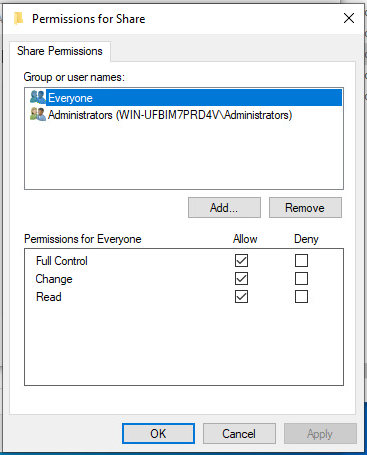 Permissions for Share
Share Permissions
Group or user names:
Everyone
Administrators (WIN-UFBIM7PRD4V\Administrators)
Add... Remove
Permissions for Everyone Allow Deny
Full Control
Change
Read
OK Cancel Apply